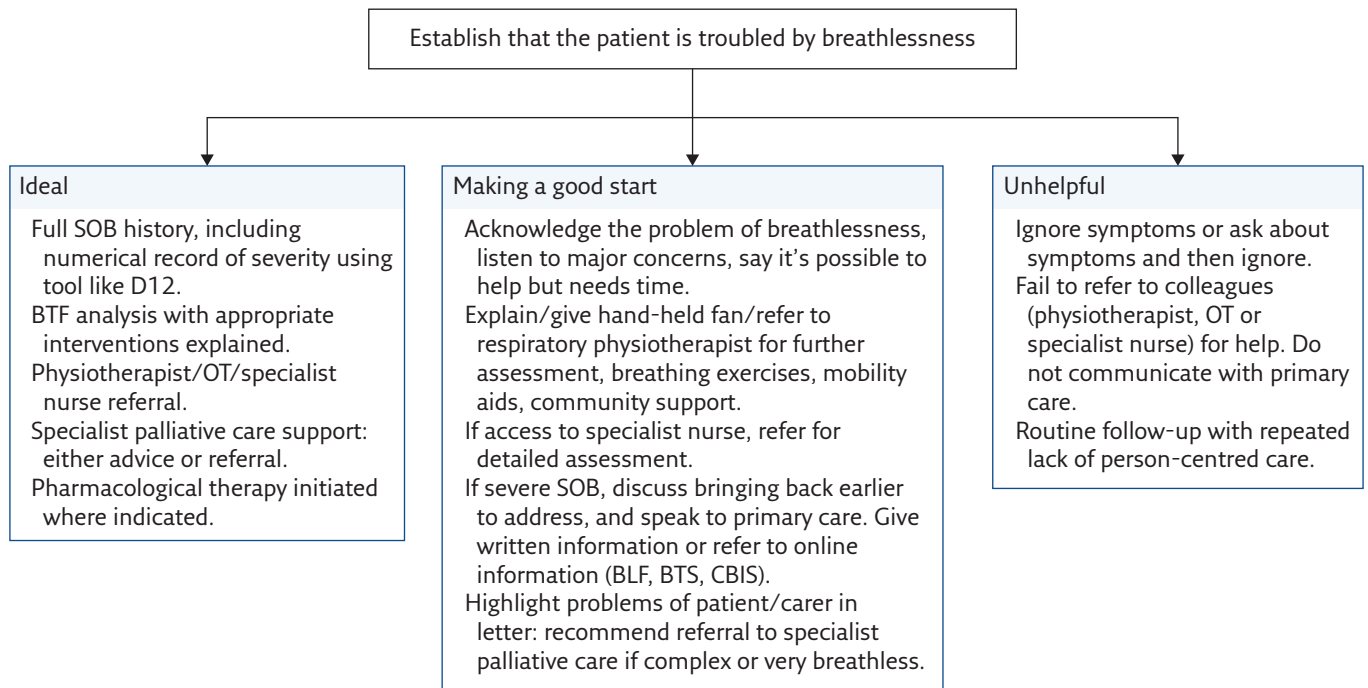 Establish that the patient is troubled by breathlessness
Ideal
Full SOB history, including
numerical record of severity using
tool like D12.
BTF analysis with appropriate
interventions explained.
Physiotherapist/OT/specialist
nurse referral.
Specialist palliative care support:
either advice or referral.
Pharmacological therapy initiated
where indicated.
Making a good start
Acknowledge the problem of breathlessness,
listen to major concerns, say it's possible to
help but needs time.
Explain/give hand-held fan/refer to
respiratory physiotherapist for further
assessment, breathing exercises, mobility
aids, community support.
If access to specialist nurse, refer for
detailed assessment.
If severe SOB, discuss bringing back earlier
to address, and speak to primary care. Give
written information or refer to online
information (BLF, BTS, CBIS).
Highlight problems of patient/carer in
letter: recommend referral to specialist
palliative care if complex or very breathless.
Unhelpful
Ignore symptoms or ask about
symptoms and then ignore.
Fail to refer to colleagues
(physiotherapist, OT or
specialist nurse) for help. Do
not communicate with primary
care.
Routine follow-up with repeated
lack of person-centred care.